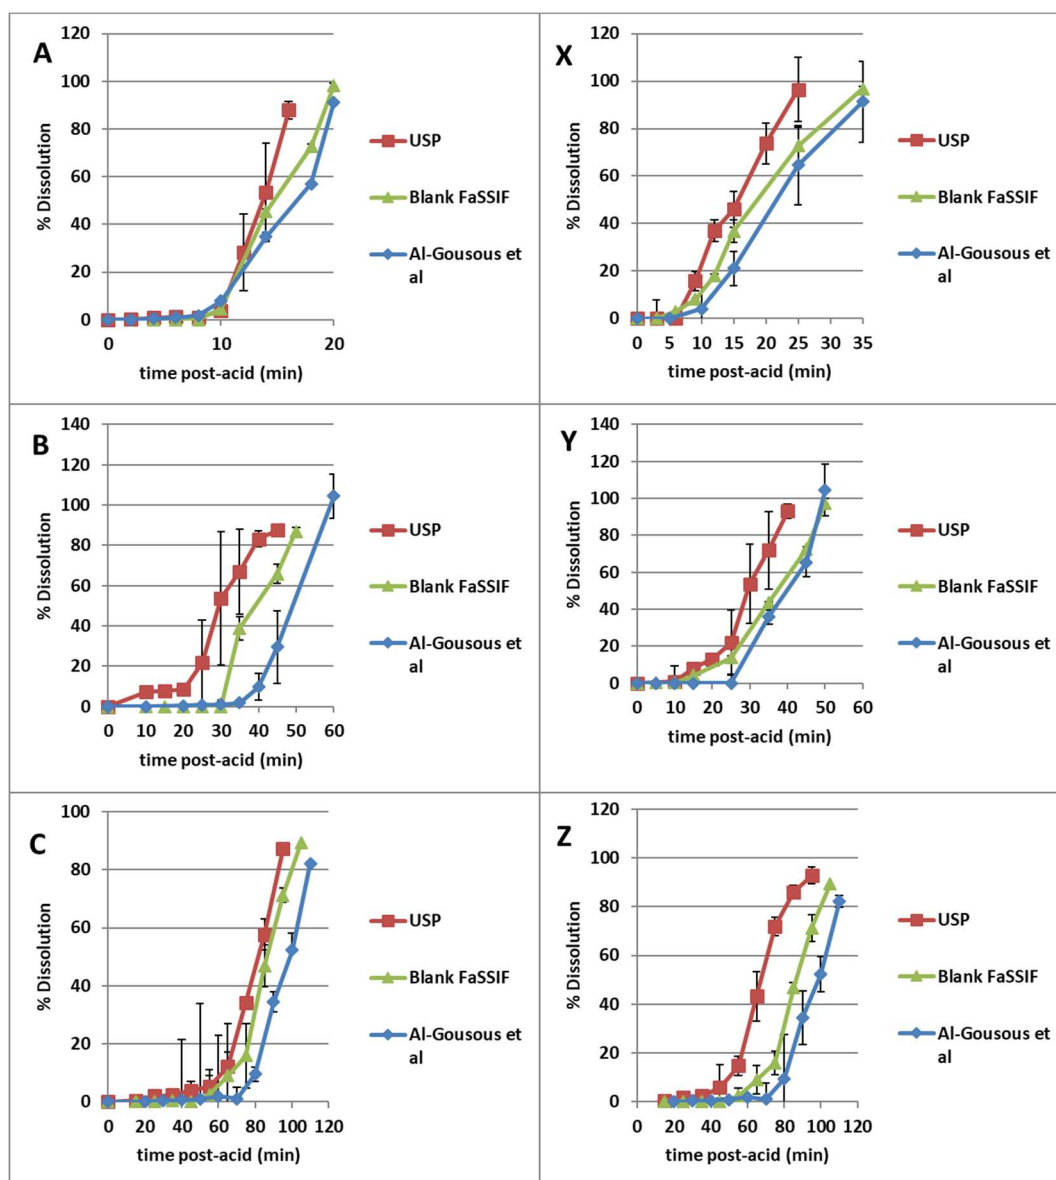 A
% Dissolution
120
100
80
60
40
20
0
0 10 20
time post-acid (min)
USP
Blank FaSSIF
Al-Gousous et
al
X
% Dissolution
120
100
80
60
40
20
0
0 5 10 15 20 25 30 35
time post-acid (min)
USP
Blank FaSSIF
Al-Gousous et
al
B
% Dissolution
140
120
100
80
60
40
20
0
0 10 20 30 40 50 60
time post-acid (min)
USP
Blank FaSSIF
Al-Gousous et
al
Y
% Dissolution
140
120
100
80
60
40
20
0
0 10 20 30 40 50 60
time post-acid (min)
USP
Blank FaSSIF
Al-Gousous et
al
C
% Dissolution
100
80
60
40
20
0
0 20 40 60 80 100 120
time post-acid (min)
USP
Blank FaSSIF
Al-Gousous et
al
Z
% Dissolution
120
100
80
60
40
20
0
0 20 40 60 80 100 120
time post-acid (min)
USP
Blank FaSSIF
Al-Gousous et
al